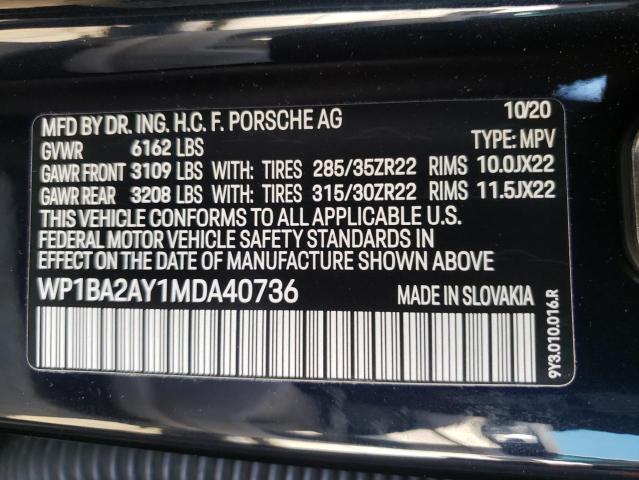 MFD BY DR. ING. H.C. F. PORSCHE AG 10/20
GVWR 6162 LBS TYPE: MPV
GAWR FRONT 3109 LBS WITH: TIRES 285/35ZR22 RIMS 10.0JX22
GAWR REAR 3208 LBS WITH: TIRES 315/30ZR22 RIMS 11.5JX22
THIS VEHICLE CONFORMS TO ALL APPLICABLE U.S.
FEDERAL MOTOR VEHICLE SAFETY STANDARDS IN
EFFECT ON THE DATE OF MANUFACTURE SHOWN ABOVE
WP1BA2AY1MDA40736 MADE IN SLOVAKIA
9Y3.010.016.R